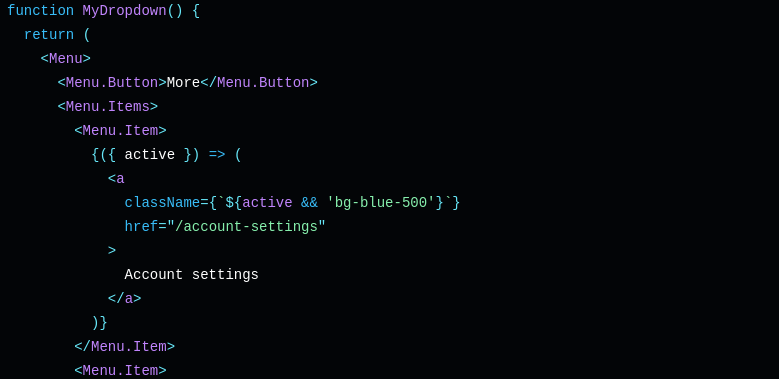 function MyDropdown() {
  return (
    <Menu>
      <Menu.Button>More</Menu.Button>
      <Menu.Items>
        <Menu.Item>
          {({ active }) => (
            <a
              className={`${active && 'bg-blue-500'}`}
              href="/account-settings"
            >
              Account settings
            </a>
          )}
        </Menu.Item>
        <Menu.Item>